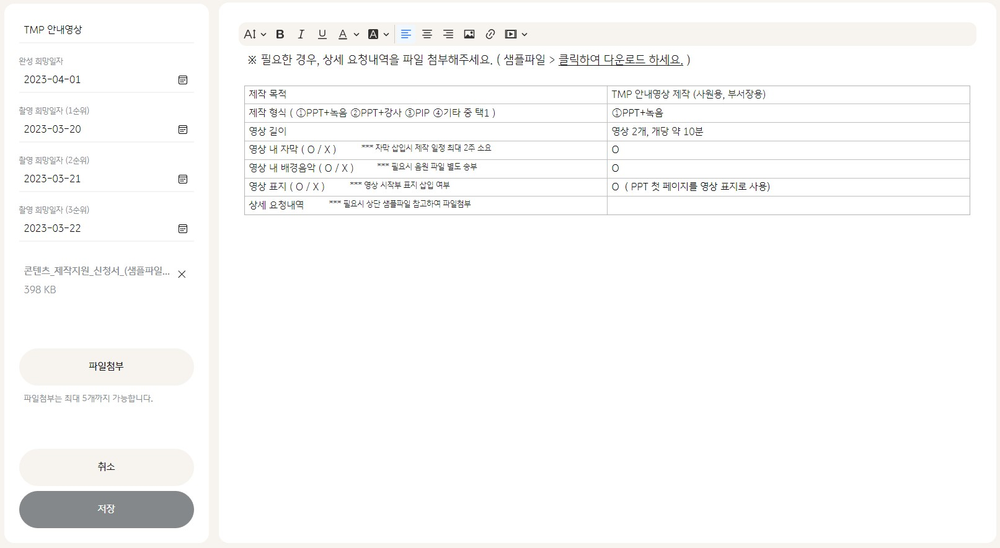 TMP 안내영상
완성 희망일자
2023-04-01
촬영 희망일자 (1순위)
2023-03-20
촬영 희망일자 (2순위)
2023-03-21
촬영 희망일자 (3순위)
2023-03-22
콘텐츠_제작지원_신청서_(샘플파일...
398 KB
파일첨부
파일첨부는 최대 5개까지 가능합니다.
취소
저장
※ 필요한 경우, 상세 요청내역을 파일 첨부해주세요. ( 샘플파일 > 클릭하여 다운로드 하세요. )
제작 목적 TMP 안내영상 제작 (사원용, 부서장용)
제작 형식 ( ①PPT+녹음 ②PPT+강사 ③PIP ④기타 중 택1 ) ①PPT+녹음
영상 길이 영상 2개, 개당 약 10분
영상 내 자막 ( O / X ) *** 자막 삽입시 제작 일정 최대 2주 소요 O
영상 내 배경음악 ( O / X ) *** 필요시 음원 파일 별도 송부 O
영상 표지 ( O / X ) *** 영상 시작부 표지 삽입 여부 O ( PPT 첫 페이지를 영상 표지로 사용)
상세 요청내역 *** 필요시 상단 샘플파일 참고하여 파일첨부